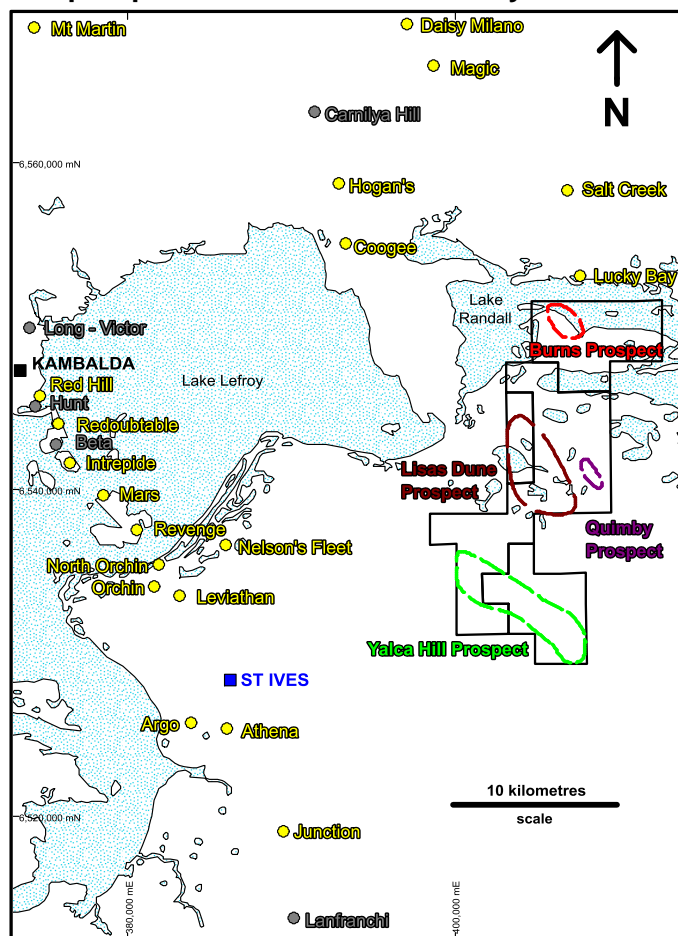 Mt Martin
Daisy Milano
Magic
Carnilya Hill
N
6,560,000 mN
Hogan's
Salt Creek
Coogee
Lucky Bay
Lake
Randall
Long - Victor
Burns Prospect
KAMBALDA
Lake Lefroy
Red Hill
Hunt
Redoubtable
Beta
Intrepide
Lisas Dune
Prospect
6,540,000 mN
Mars
Quimby
Prospect
Revenge
Nelson's Fleet
North Orchin
Orchin
Leviathan
Yalca Hill Prospect
ST IVES
Argo
Athena
10 kilometres
scale
6,520,000 mN
Junction
380,000 mE
400,000 mE
Lanfranchi